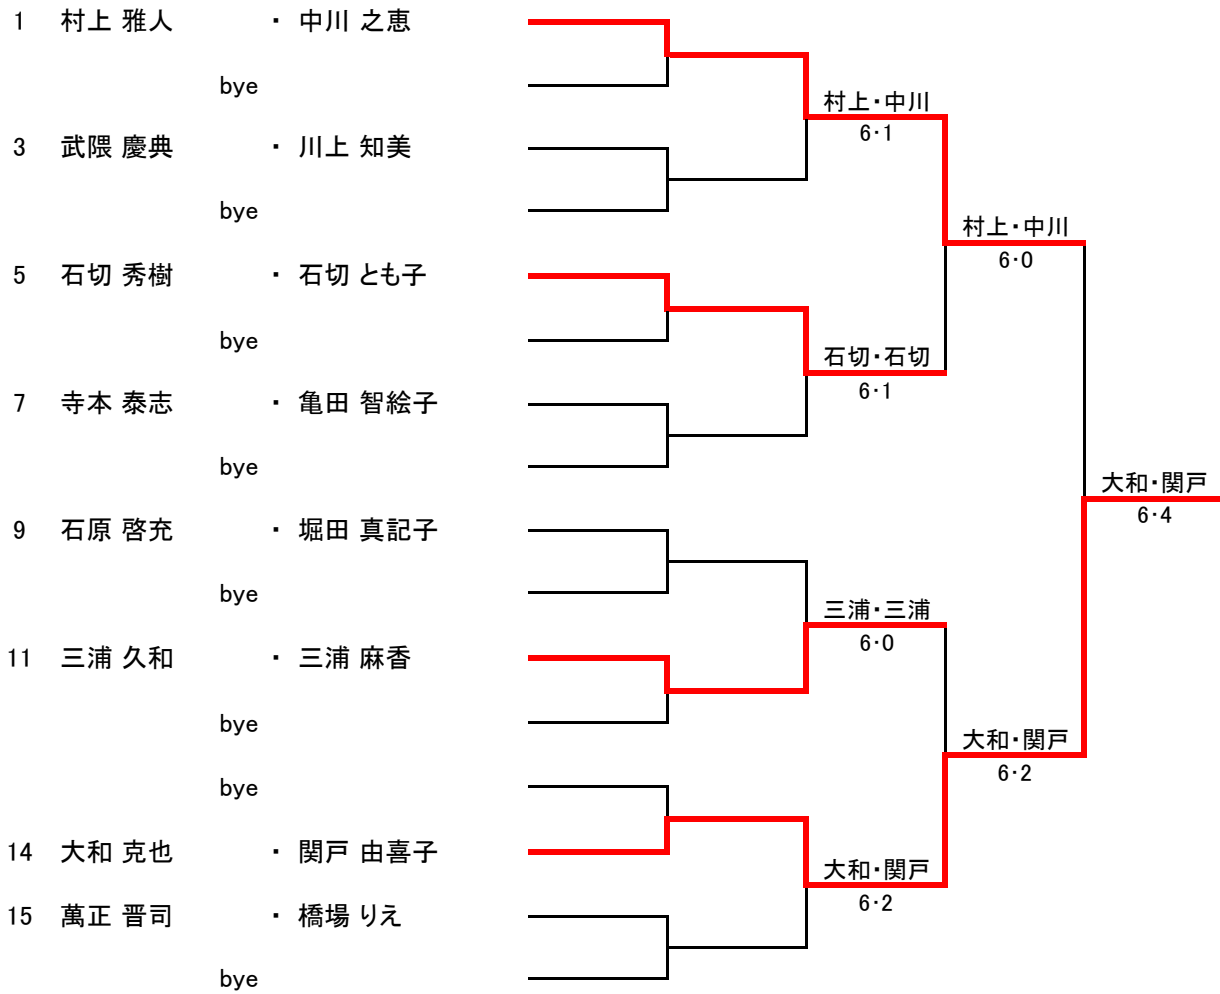 1 村上 雅人 ・ 中川 之恵
bye
村上・中川
6・1
3 武隈 慶典 ・ 川上 知美
bye
村上・中川
6・0
5 石切 秀樹 ・ 石切 とも子
bye
石切・石切
6・1
7 寺本 泰志 ・ 亀田 智絵子
bye
大和・関戸
6・4
9 石原 啓充 ・ 堀田 真記子
bye
三浦・三浦
6・0
11 三浦 久和 ・ 三浦 麻香
bye
大和・関戸
6・2
bye
14 大和 克也 ・ 関戸 由喜子
大和・関戸
6・2
15 萬正 晋司 ・ 橋場 りえ
bye